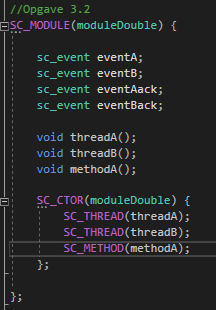 //Opgave 3.2
SC_MODULE(moduleDouble) {
sc_event eventA;
sc_event eventB;
sc_event eventAack;
sc_event eventBack;
void threadA();
void threadB();
void methodA();
SC_CTOR(moduleDouble) {
SC_THREAD(threadA);
SC_THREAD(threadB);
SC_METHOD(methodA);
};
};